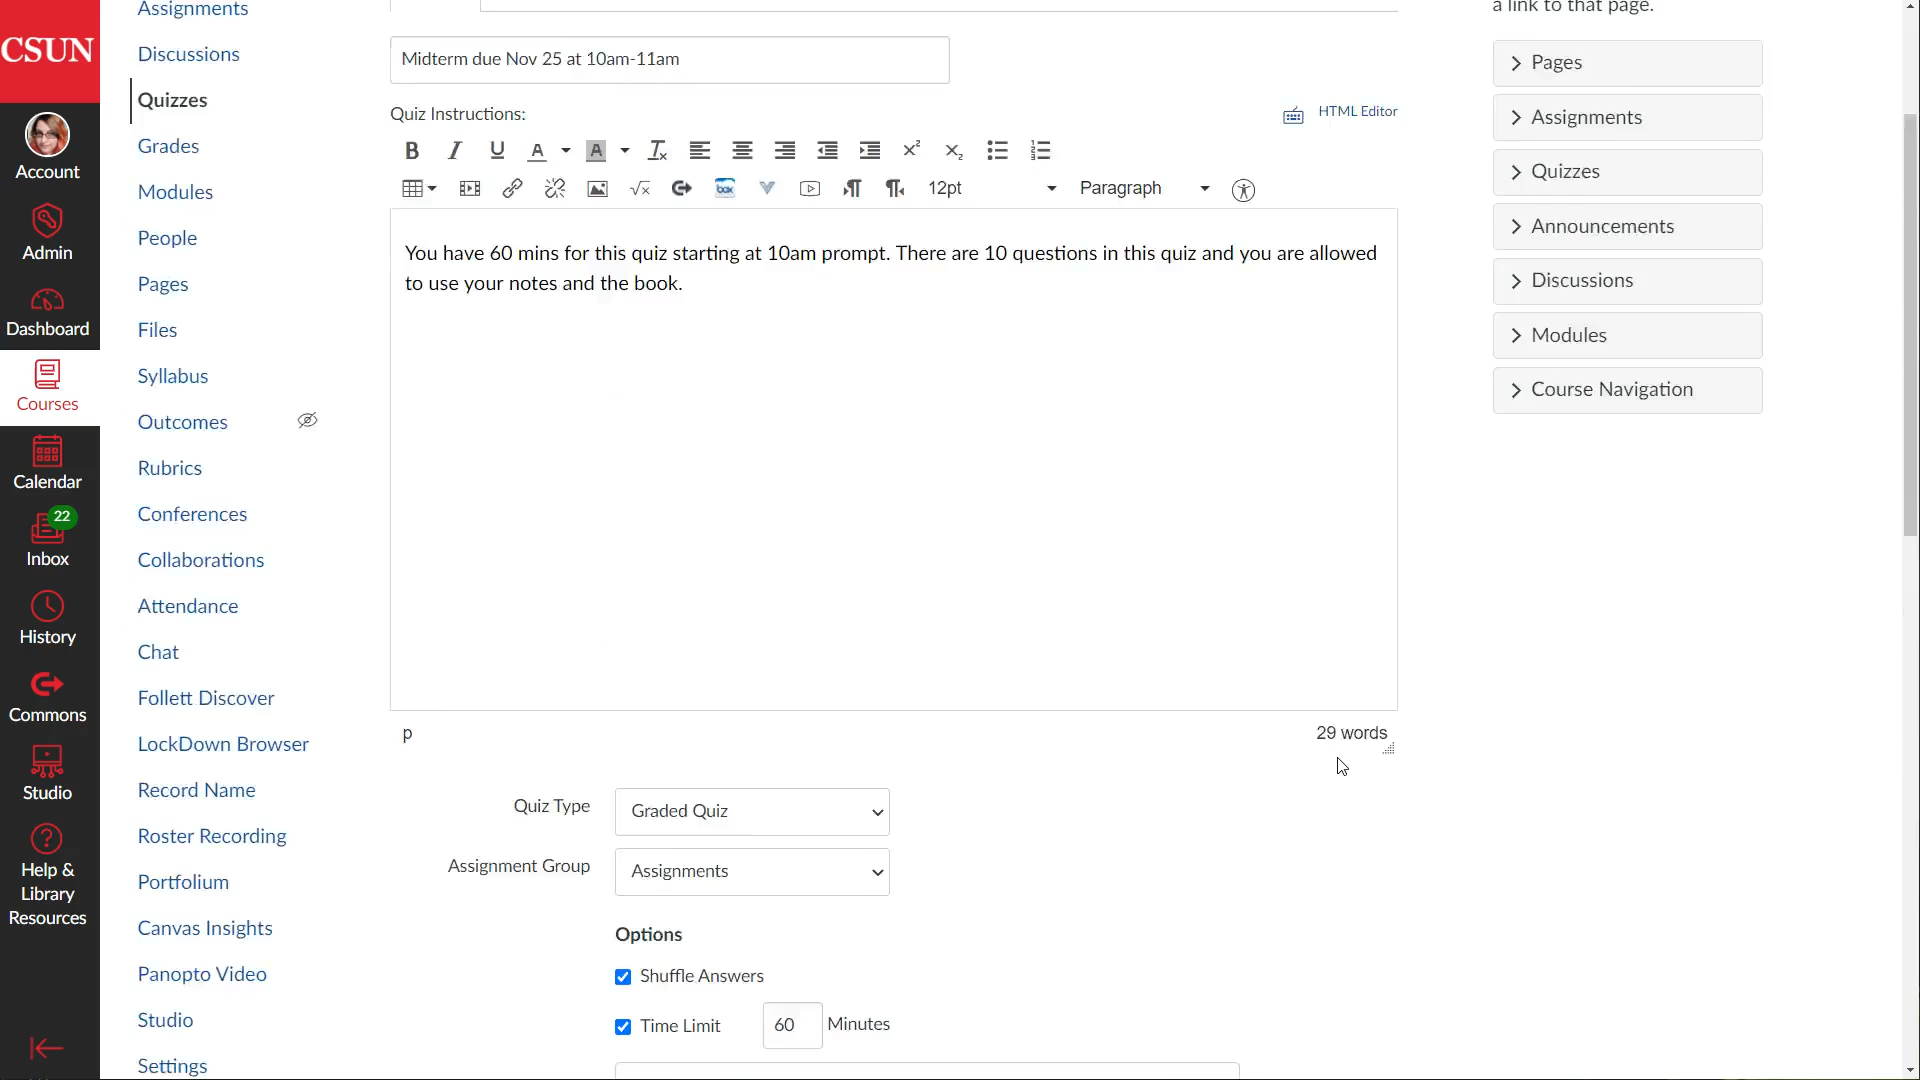 CSUN
Account
Admin
Dashboard
Courses
Calendar
22
Inbox
History
Commons
Studio
Help &
Library
Resources
Assignments
Discussions
Quizzes
Grades
Modules
People
Pages
Files
Syllabus
Outcomes
Rubrics
Conferences
Collaborations
Attendance
Chat
Follett Discover
LockDown Browser
Record Name
Roster Recording
Portfolium
Canvas Insights
Panopto Video
Studio
Settings
Midterm due Nov 25 at 10am-11am
Quiz Instructions:
HTML Editor
12pt
Paragraph
You have 60 mins for this quiz starting at 10am prompt. There are 10 questions in this quiz and you are allowed
to use your notes and the book.
p
29 words
Quiz Type
Graded Quiz
Assignment Group
Assignments
Options
Shuffle Answers
Time Limit
60
Minutes
a link to that page.
Pages
Assignments
Quizzes
Announcements
Discussions
Modules
Course Navigation